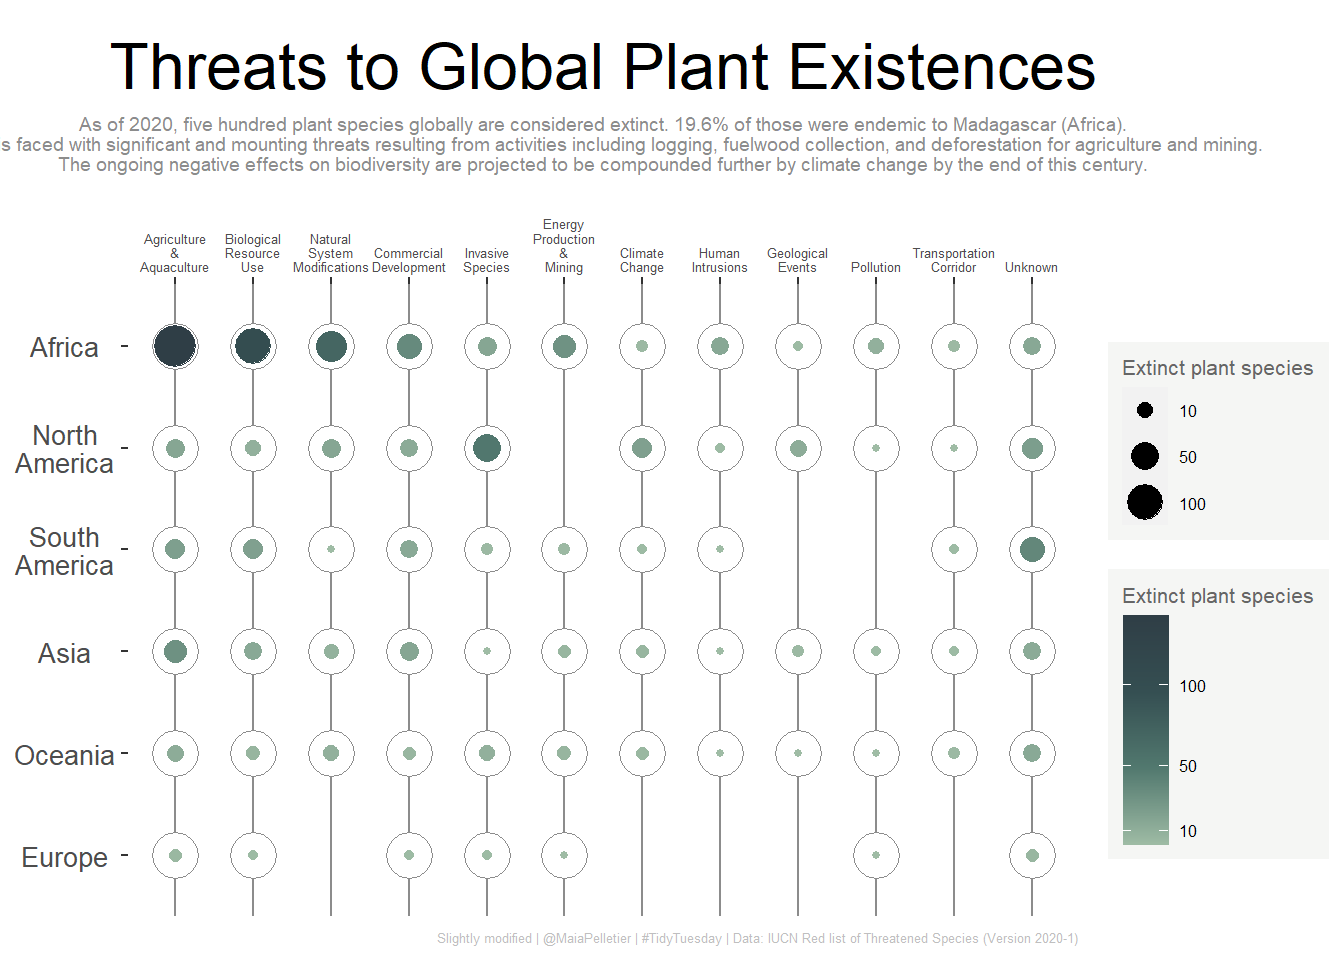 Threats to Global Plant Existences
As of 2020, five hundred plant species globally are considered extinct. 19.6% of those were endemic to Madagascar (Africa).
s faced with significant and mounting threats resulting from activities including logging, fuelwood collection, and deforestation for agriculture and mining.
The ongoing negative effects on biodiversity are projected to be compounded further by climate change by the end of this century.
Agriculture
&
Aquaculture
Biological
Resource
Use
Natural
System
Modifications
Commercial
Development
Invasive
Species
Energy
Production
&
Mining
Climate
Change
Human
Intrusions
Geological
Events
Pollution
Transportation
Corridor
Unknown
Africa
North
America
South
America
Asia
Oceania
Europe
Extinct plant species
10
50
100
Extinct plant species
100
50
10
Slightly modified | @MaiaPelletier | #TidyTuesday | Data: IUCN Red list of Threatened Species (Version 2020-1)